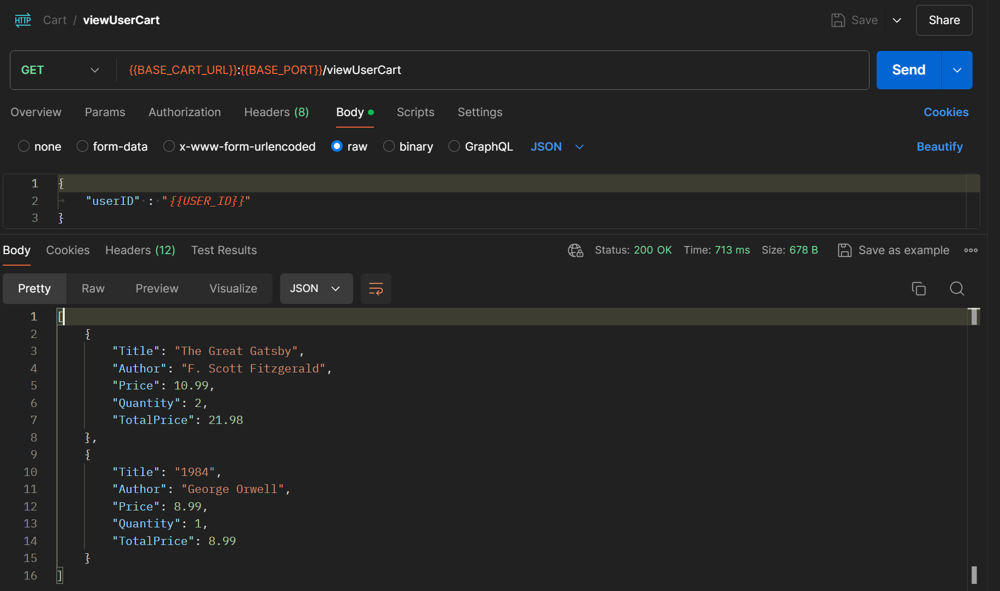 HTTP Cart / viewUserCart Save Share
GET {{BASE_CART_URL}}:{{BASE_PORT}}/viewUserCart Send
Overview Params Authorization Headers (8) Body Scripts Settings Cookies
none form-data x-www-form-urlencoded raw binary GraphQL JSON Beautify
1 {
2 "userID" : "{{USER_ID}}"
3 }
Body Cookies Headers (12) Test Results Status: 200 OK Time: 713 ms Size: 678 B Save as example
Pretty Raw Preview Visualize JSON
1 [
2 {
3 "Title": "The Great Gatsby",
4 "Author": "F. Scott Fitzgerald",
5 "Price": 10.99,
6 "Quantity": 2,
7 "TotalPrice": 21.98
8 },
9 {
10 "Title": "1984",
11 "Author": "George Orwell",
12 "Price": 8.99,
13 "Quantity": 1,
14 "TotalPrice": 8.99
15 }
16 ]